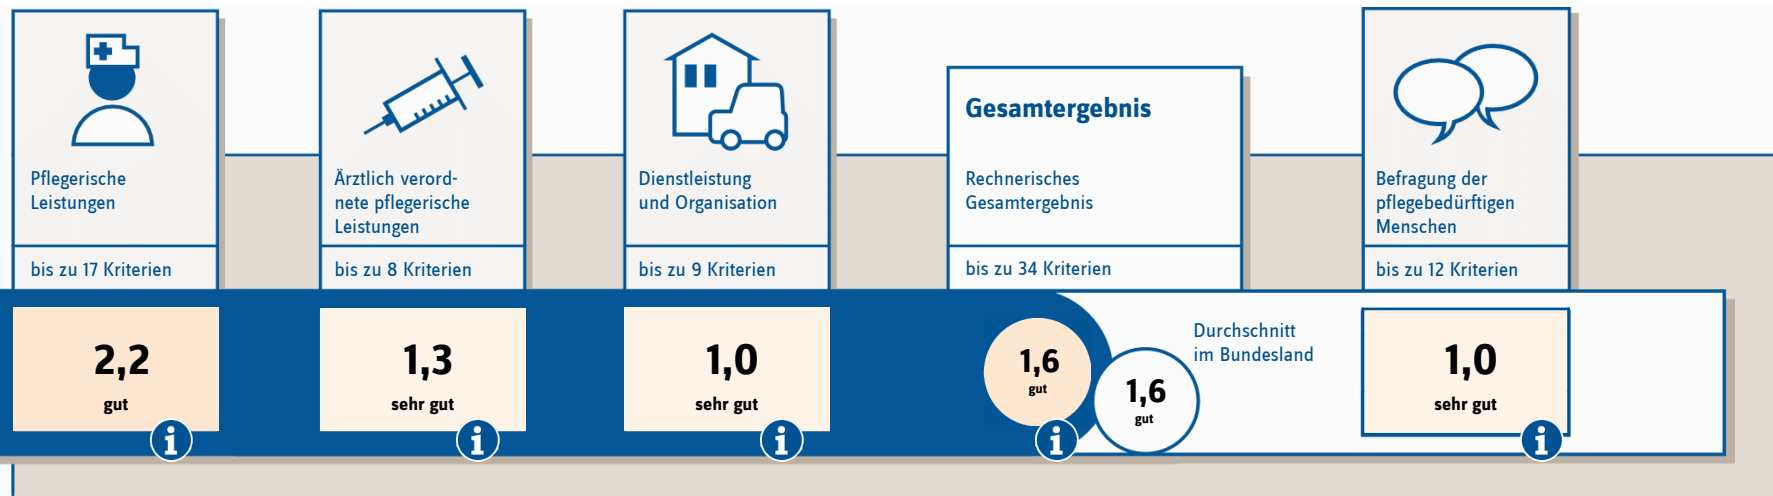 Pflegerische
Leistungen
bis zu 17 Kriterien
2,2
gut
i
Ärztlich verord-
nete pflegerische
Leistungen
bis zu 8 Kriterien
1,3
sehr gut
i
Dienstleistung
und Organisation
bis zu 9 Kriterien
1,0
sehr gut
i
Gesamtergebnis
Rechnerisches
Gesamtergebnis
bis zu 34 Kriterien
1,6
gut
i
1,6
gut
Durchschnitt
im Bundesland
Befragung der
pflegebedürftigen
Menschen
bis zu 12 Kriterien
1,0
sehr gut
i